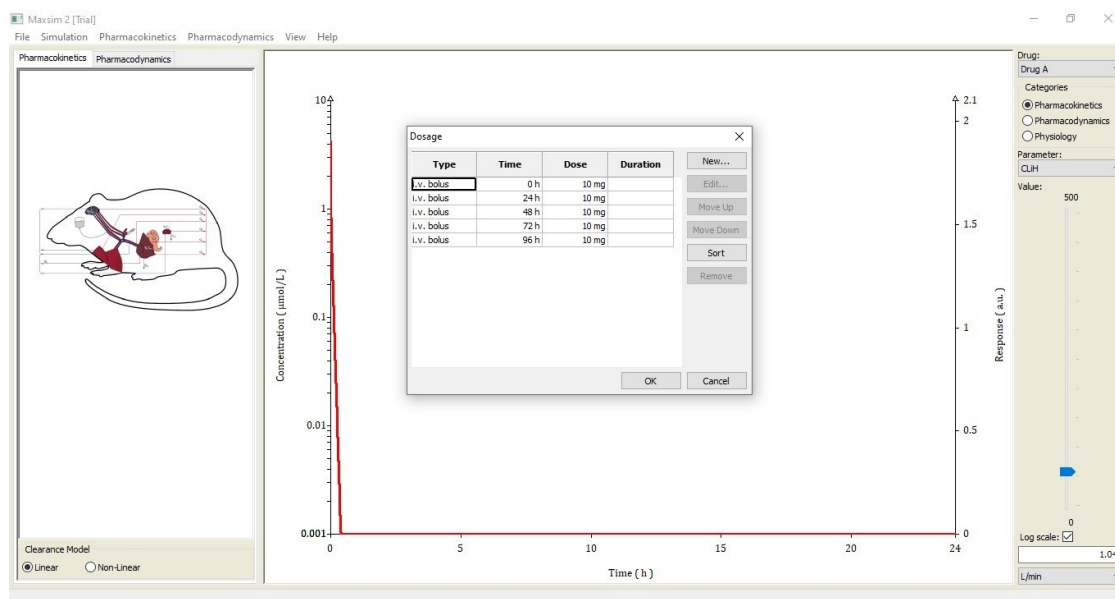 Maxsim 2 [Trial]
File Simulation Pharmacokinetics Pharmacodynamics View Help
Pharmacokinetics Pharmacodynamics
Clearance Model
Linear Non-Linear
10
1
0.1
0.01
0.001
Concentration ( µmol/L )
0 5 10 15 20 24
Time ( h )
2.1
2
1.5
1
0.5
0
Response ( a.u. )
Dosage
Type Time Dose Duration
i.v. bolus 0 h 10 mg
i.v. bolus 24 h 10 mg
i.v. bolus 48 h 10 mg
i.v. bolus 72 h 10 mg
i.v. bolus 96 h 10 mg
New...
Edit...
Move Up
Move Down
Sort
Remove
OK Cancel
Drug:
Drug A
Categories
Pharmacokinetics
Pharmacodynamics
Physiology
Parameter:
CLiH
Value:
500
0
Log scale:
1.04
L/min